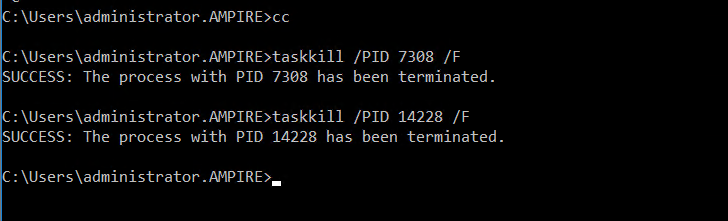 C:\Users\administrator.AMPIRE>cc
C:\Users\administrator.AMPIRE>taskkill /PID 7308 /F
SUCCESS: The process with PID 7308 has been terminated.
C:\Users\administrator.AMPIRE>taskkill /PID 14228 /F
SUCCESS: The process with PID 14228 has been terminated.
C:\Users\administrator.AMPIRE>